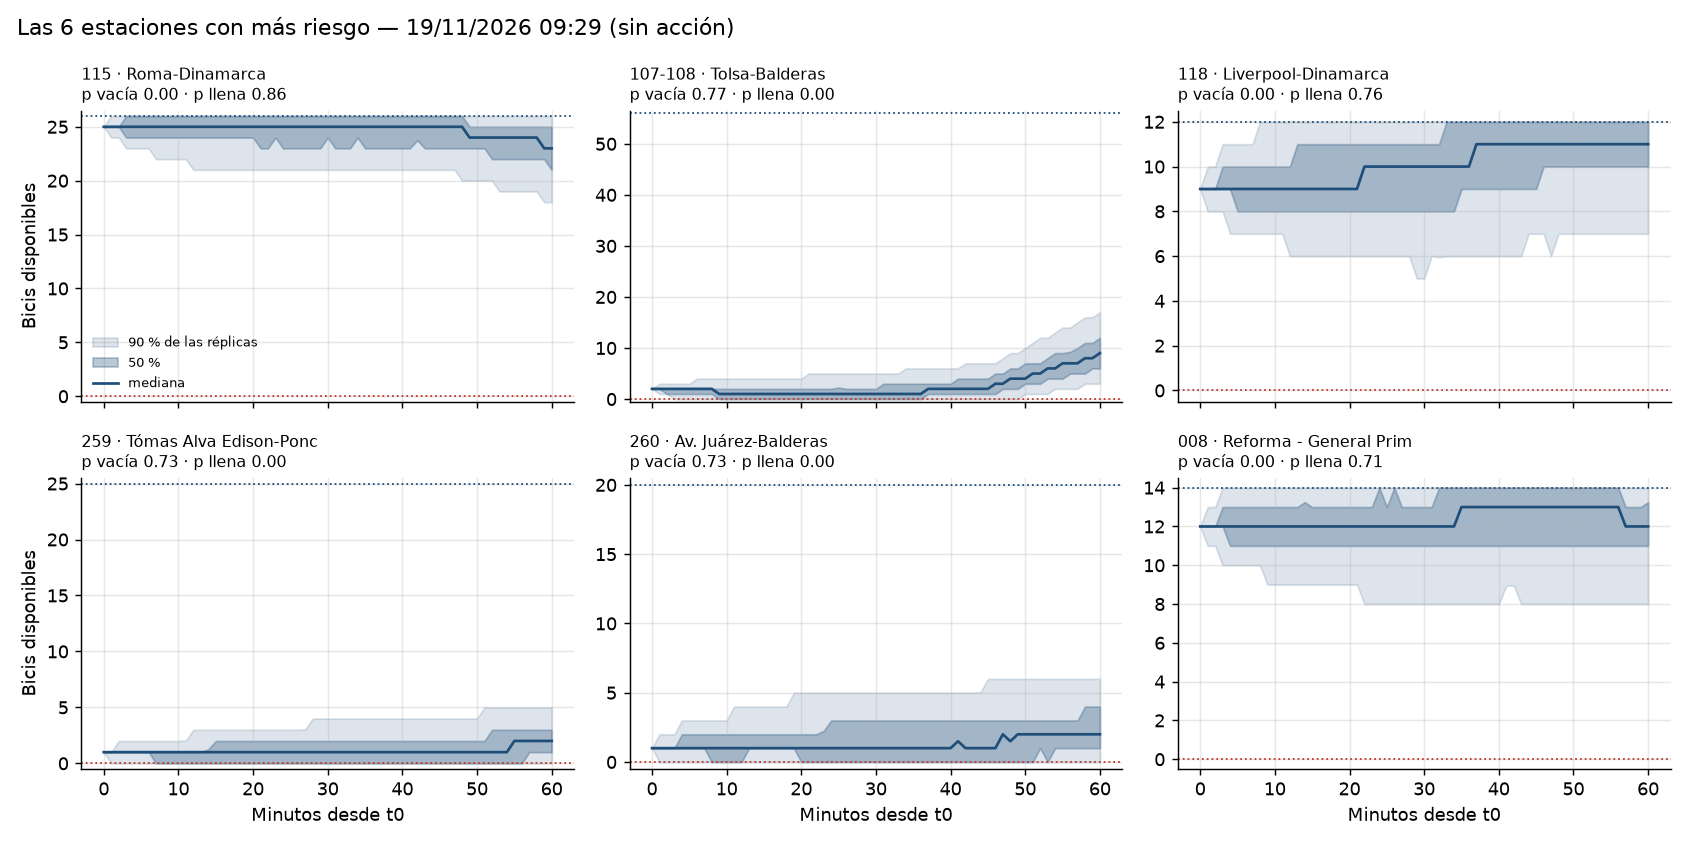 Las 6 estaciones con más riesgo — 19/11/2026 09:29 (sin acción)
115 · Roma-Dinamarca
p vacía 0.00 · p llena 0.86
Bicis disponibles
25
20
15
10
5
0
90 % de las réplicas
50 %
mediana
107-108 · Tolsa-Balderas
p vacía 0.77 · p llena 0.00
50
40
30
20
10
0
118 · Liverpool-Dinamarca
p vacía 0.00 · p llena 0.76
12
10
8
6
4
2
0
259 · Tómas Alva Edison-Ponc
p vacía 0.73 · p llena 0.00
Bicis disponibles
25
20
15
10
5
0
0 10 20 30 40 50 60
Minutos desde t0
260 · Av. Juárez-Balderas
p vacía 0.73 · p llena 0.00
20
15
10
5
0
0 10 20 30 40 50 60
Minutos desde t0
008 · Reforma - General Prim
p vacía 0.00 · p llena 0.71
14
12
10
8
6
4
2
0
0 10 20 30 40 50 60
Minutos desde t0